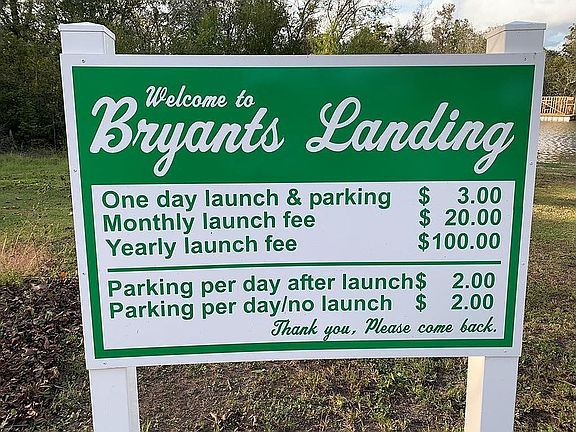 Welcome to
Bryants Landing
One day launch & parking $ 3.00
Monthly launch fee $ 20.00
Yearly launch fee $100.00
Parking per day after launch$ 2.00
Parking per day/no launch $ 2.00
Thank you, Please come back.